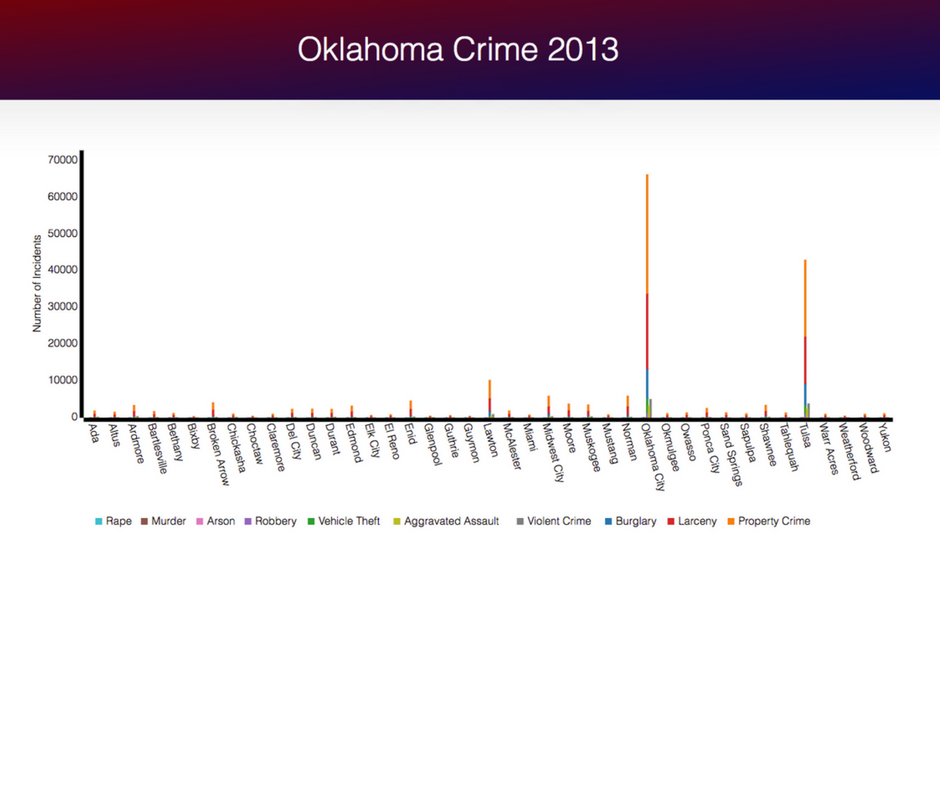 Oklahoma Crime 2013
70000
60000
50000
40000
30000
20000
10000
0
Number of Incidents
Ada
Altus
Ardmore
Bartlesville
Bethany
Bixby
Broken Arrow
Chickasha
Choctaw
Claremore
Del City
Duncan
Durant
Edmond
Elk City
El Reno
Enid
Glenpool
Guthrie
Guymon
Lawton
McAlester
Miami
Midwest City
Moore
Muskogee
Mustang
Norman
Oklahoma City
Okmulgee
Owasso
Ponca City
Sand Springs
Sapulpa
Shawnee
Tahlequah
Tulsa
Warr Acres
Weatherford
Woodward
Yukon
Rape Murder Arson Robbery Vehicle Theft Aggravated Assault Violent Crime Burglary Larceny Property Crime